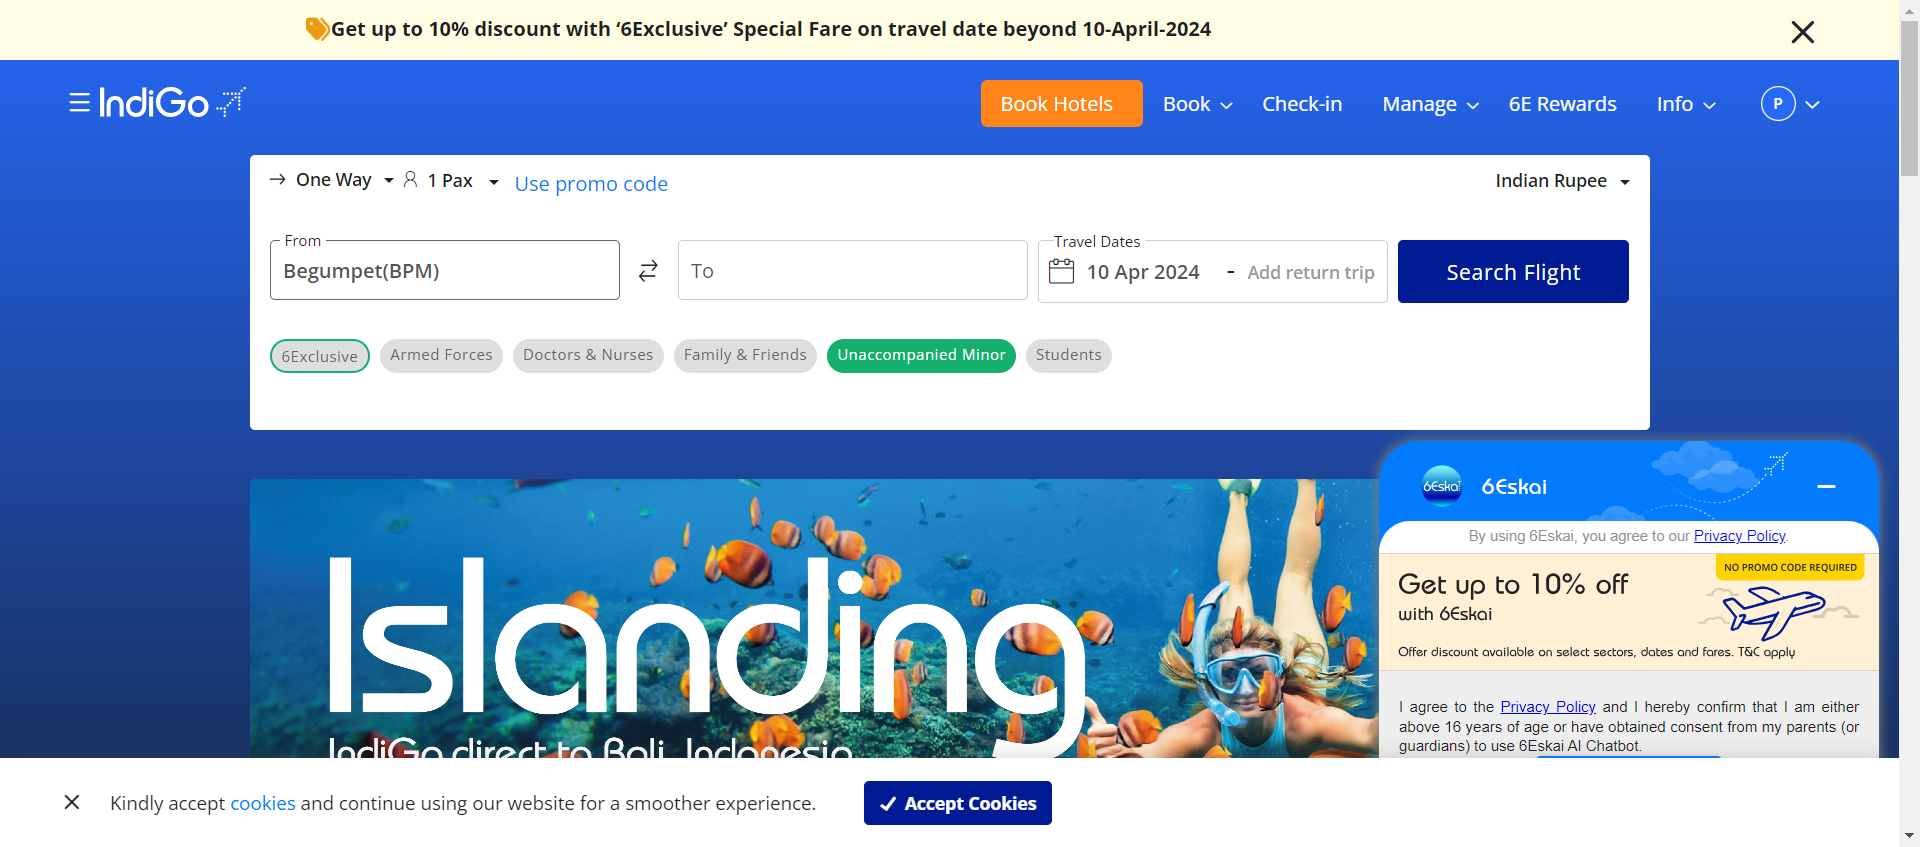 Get up to 10% discount with ‘6Exclusive’ Special Fare on travel date beyond 10-April-2024
IndiGo
Book Hotels
Book
Check-in
Manage
6E Rewards
Info
P
One Way
1 Pax
Use promo code
Indian Rupee
From
Begumpet(BPM)
To
Travel Dates
10 Apr 2024 - Add return trip
Search Flight
6Exclusive
Armed Forces
Doctors & Nurses
Family & Friends
Unaccompanied Minor
Students
Islanding
IndiGo direct to Bali, Indonesia
6Eskai
6Eskai
By using 6Eskai, you agree to our Privacy Policy.
NO PROMO CODE REQUIRED
Get up to 10% off
with 6Eskai
Offer discount available on select sectors, dates and fares. T&C apply
I agree to the Privacy Policy and I hereby confirm that I am either
above 16 years of age or have obtained consent from my parents (or
guardians) to use 6Eskai AI Chatbot.
Kindly accept cookies and continue using our website for a smoother experience.
Accept Cookies